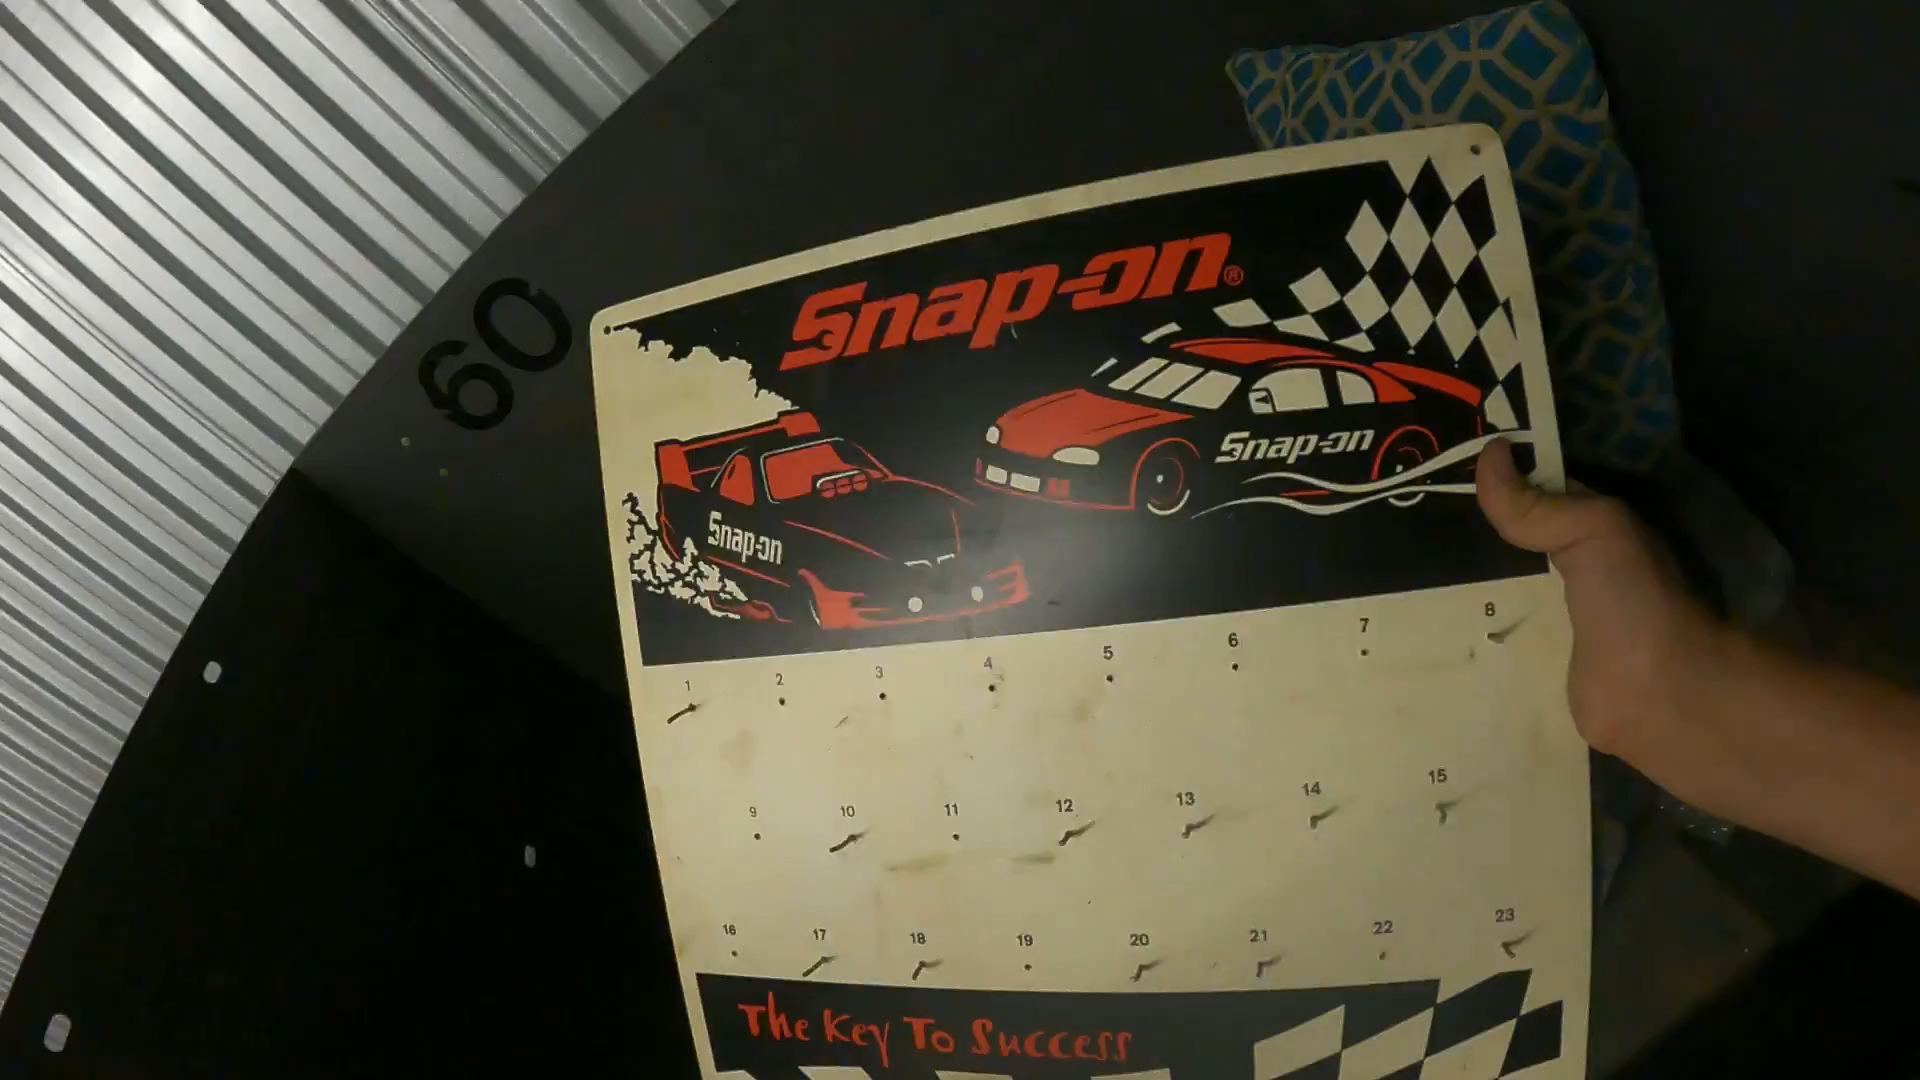 60
Snap-on®
Snap-on
Snap-on
1 2 3 4 5 6 7 8
9 10 11 12 13 14 15
16 17 18 19 20 21 22 23
The Key To Success